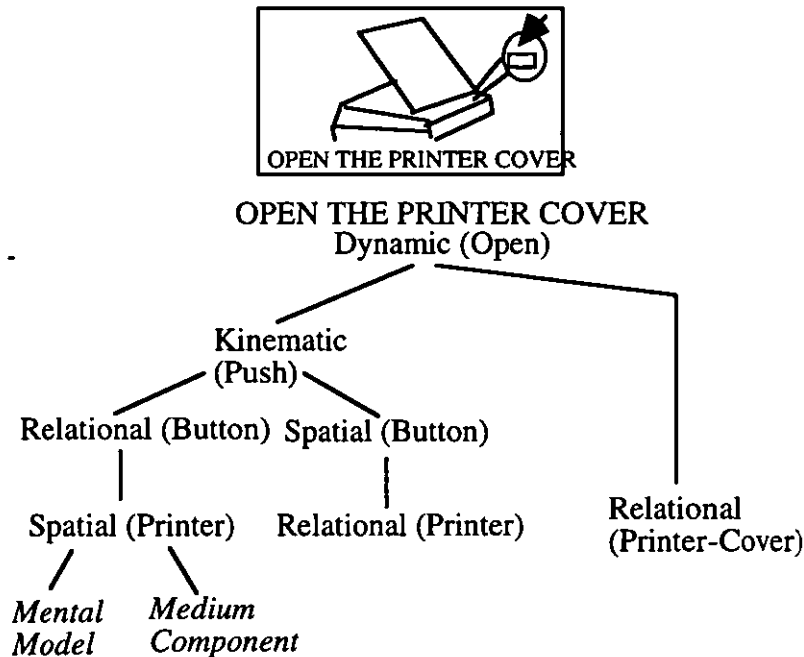 OPEN THE PRINTER COVER
OPEN THE PRINTER COVER
Dynamic (Open)
Kinematic
(Push)
Relational (Button) Spatial (Button)
Spatial (Printer) Relational (Printer)
Relational
(Printer-Cover)
Mental
Model
Medium
Component